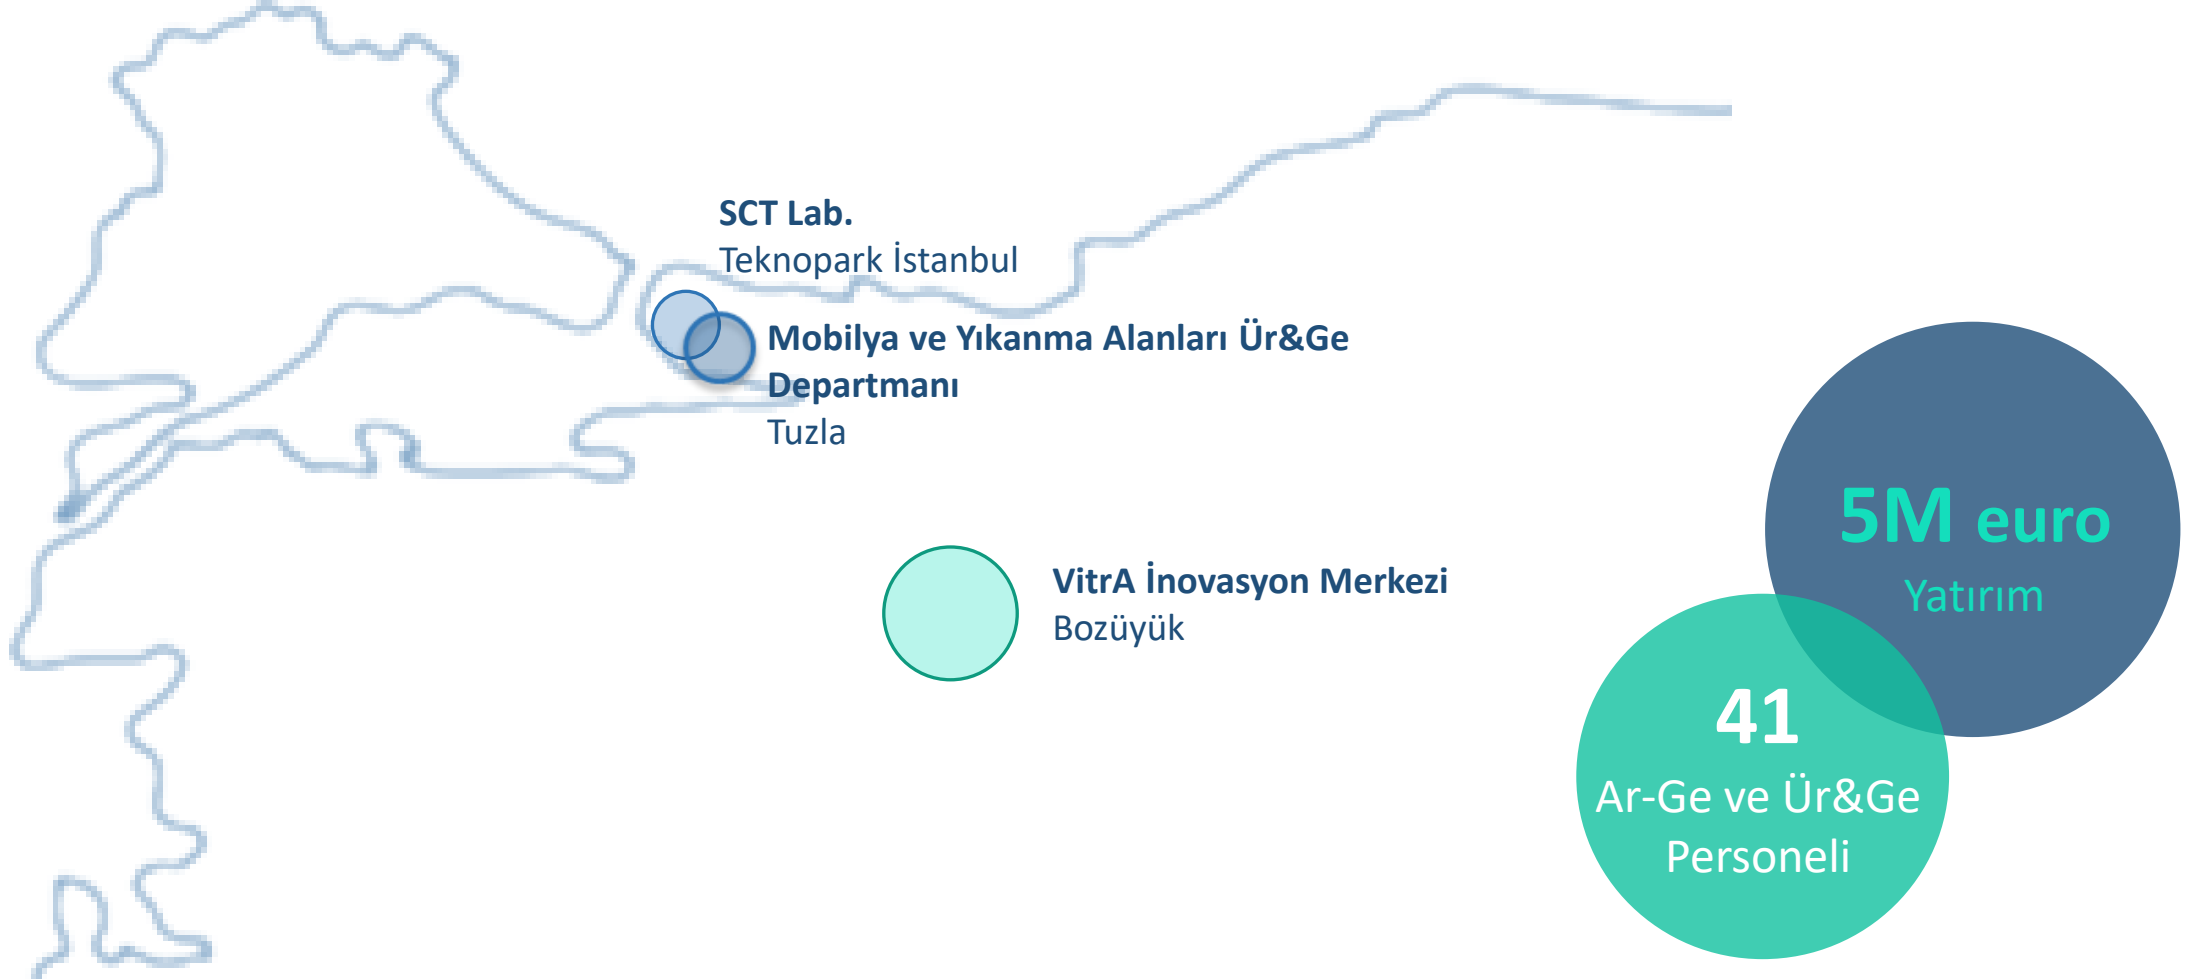 SCT Lab.
Teknopark İstanbul
Mobilya ve Yıkanma Alanları Ür&Ge
Departmanı
Tuzla
VitrA İnovasyon Merkezi
Bozüyük
5M euro
Yatırım
41
Ar-Ge ve Ür&Ge
Personeli